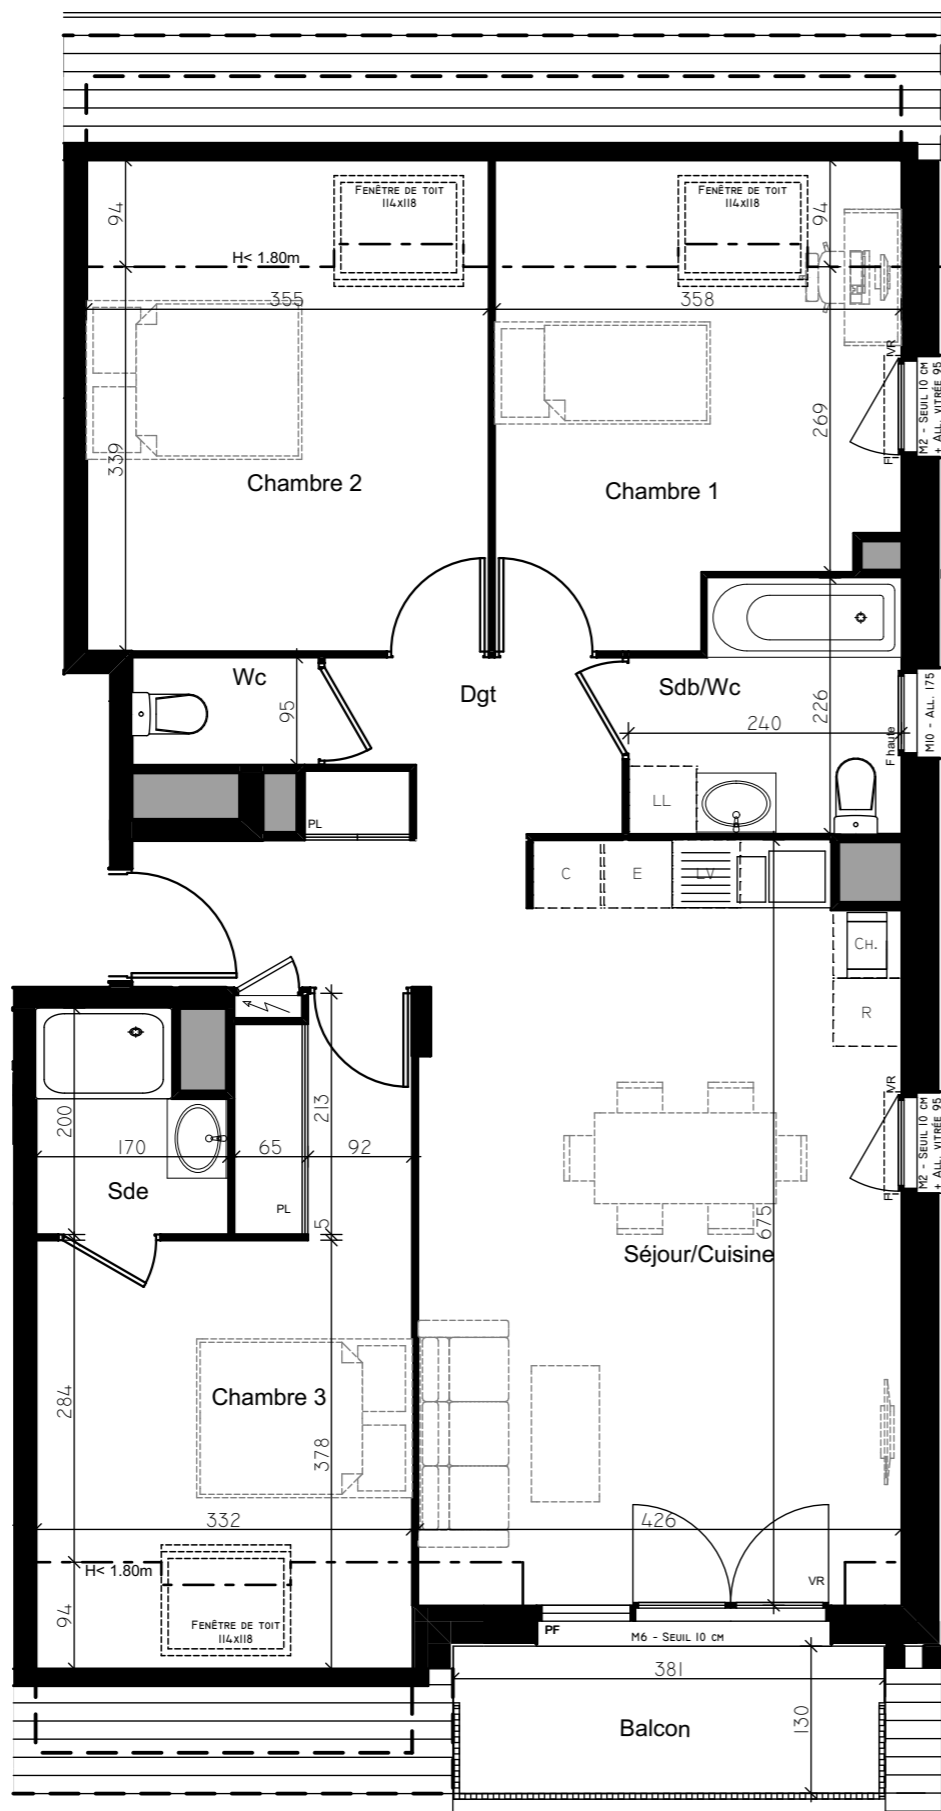 FENÊTRE DE TOIT
114x118
FENÊTRE DE TOIT
114x118
94
94
H< 1.80m
355
358
VR
M2 - SEUIL 10 CM
+ ALL. VITRÉE 95
F
339
269
Chambre 2
Chambre 1
Wc
95
Dgt
Sdb/Wc
240
226
F haute
M10 - ALL. 175
LL
PL
C
E
LV
CH.
R
VR
M2 - SEUIL 10 CM
+ ALL. VITRÉE 95
F
200
170
65
92
213
Sde
PL
5
675
Séjour/Cuisine
284
Chambre 3
378
332
426
H< 1.80m
94
FENÊTRE DE TOIT
114x118
VR
PF
M6 - SEUIL 10 CM
381
130
Balcon